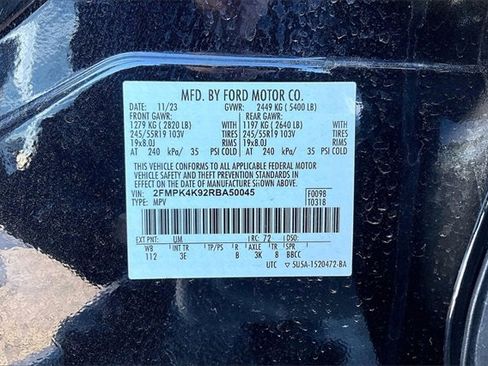 MFD. BY FORD MOTOR CO.
DATE: 11/23 GVWR: 2449 KG ( 5400 LB)
FRONT GAWR: REAR GAWR:
1279 KG ( 2820 LB) 1197 KG ( 2640 LB)
245/55R19 103V TIRES 245/55R19 103V TIRES
19x8.0J RIMS 19x8.0J RIMS
AT 240 kPa/ 35 PSI COLD AT 240 kPa/ 35 PSI COLD
THIS VEHICLE CONFORMS TO ALL APPLICABLE FEDERAL MOTOR
VEHICLE SAFETY AND THEFT PREVENTION STANDARDS IN
EFFECT ON THE DATE OF MANUFACTURE SHOWN ABOVE.
VIN: 2FMPK4K92RBA50045 F0098
TYPE: MPV T0318
EXT PNT: UM RC: 72 DSO:
WB INT TR TP/PS R AXLE TR SPR
112 3E B 3K 8 BBCC
UTC ▽ 5U5A-1520472-BA